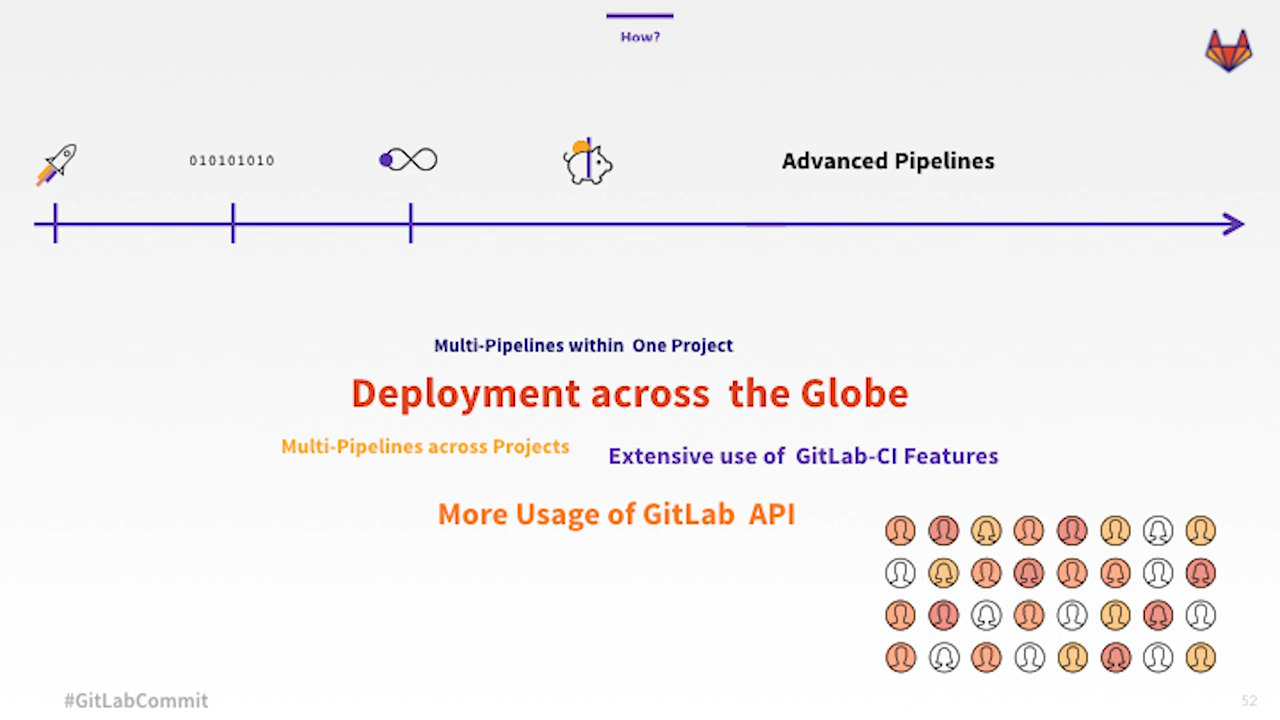 How?
010101010
Advanced Pipelines
Multi-Pipelines within One Project
Deployment across the Globe
Multi-Pipelines across Projects
Extensive use of GitLab-CI Features
More Usage of GitLab API
#GitLabCommit
52